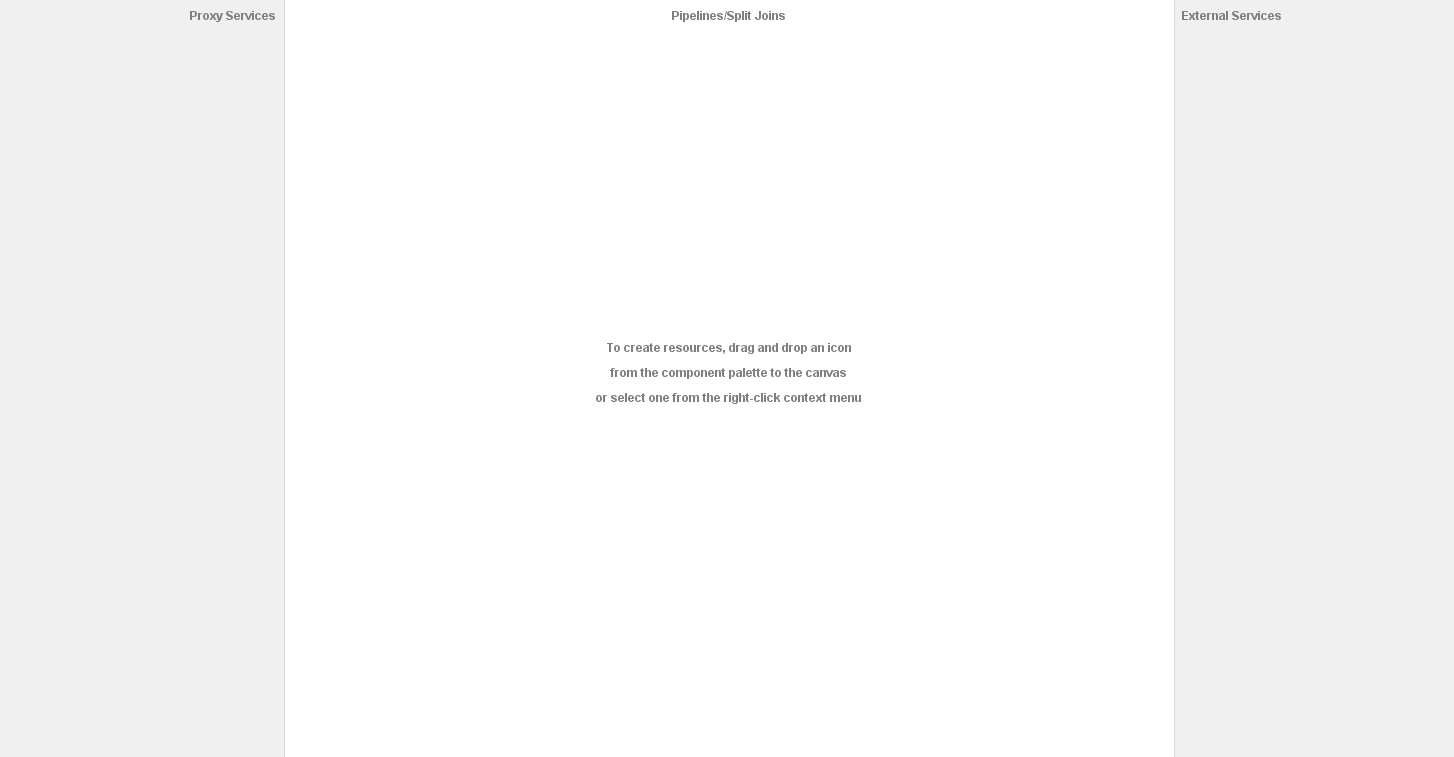 Proxy Services
Pipelines/Split Joins
External Services
To create resources, drag and drop an icon
from the component palette to the canvas
or select one from the right-click context menu